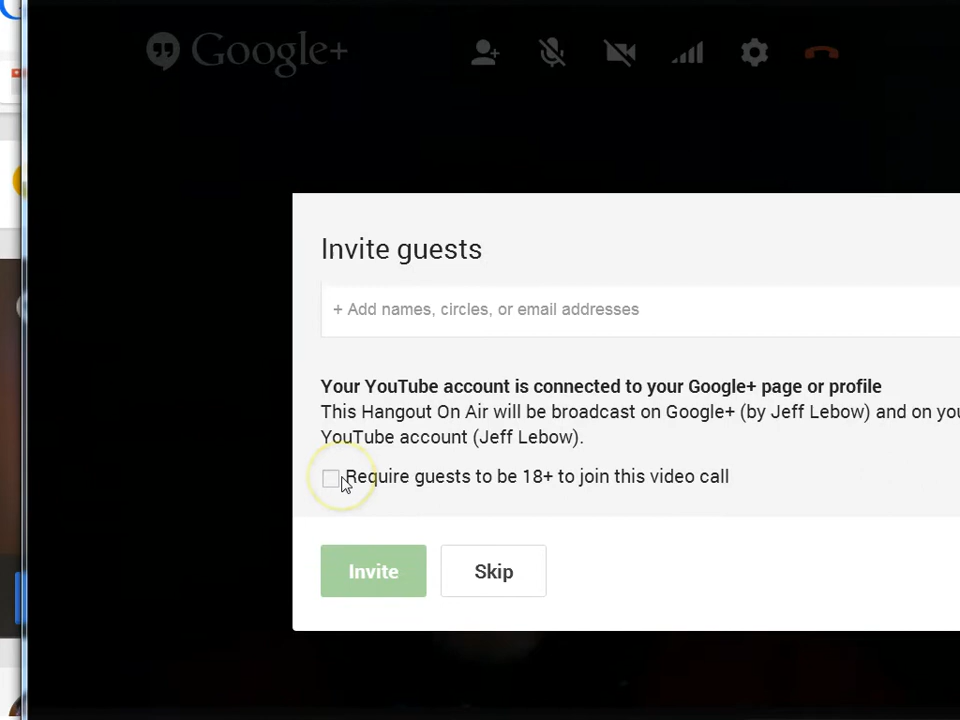 Google+
Invite guests
+ Add names, circles, or email addresses
Your YouTube account is connected to your Google+ page or profile
This Hangout On Air will be broadcast on Google+ (by Jeff Lebow) and on you
YouTube account (Jeff Lebow).
Require guests to be 18+ to join this video call
Invite
Skip